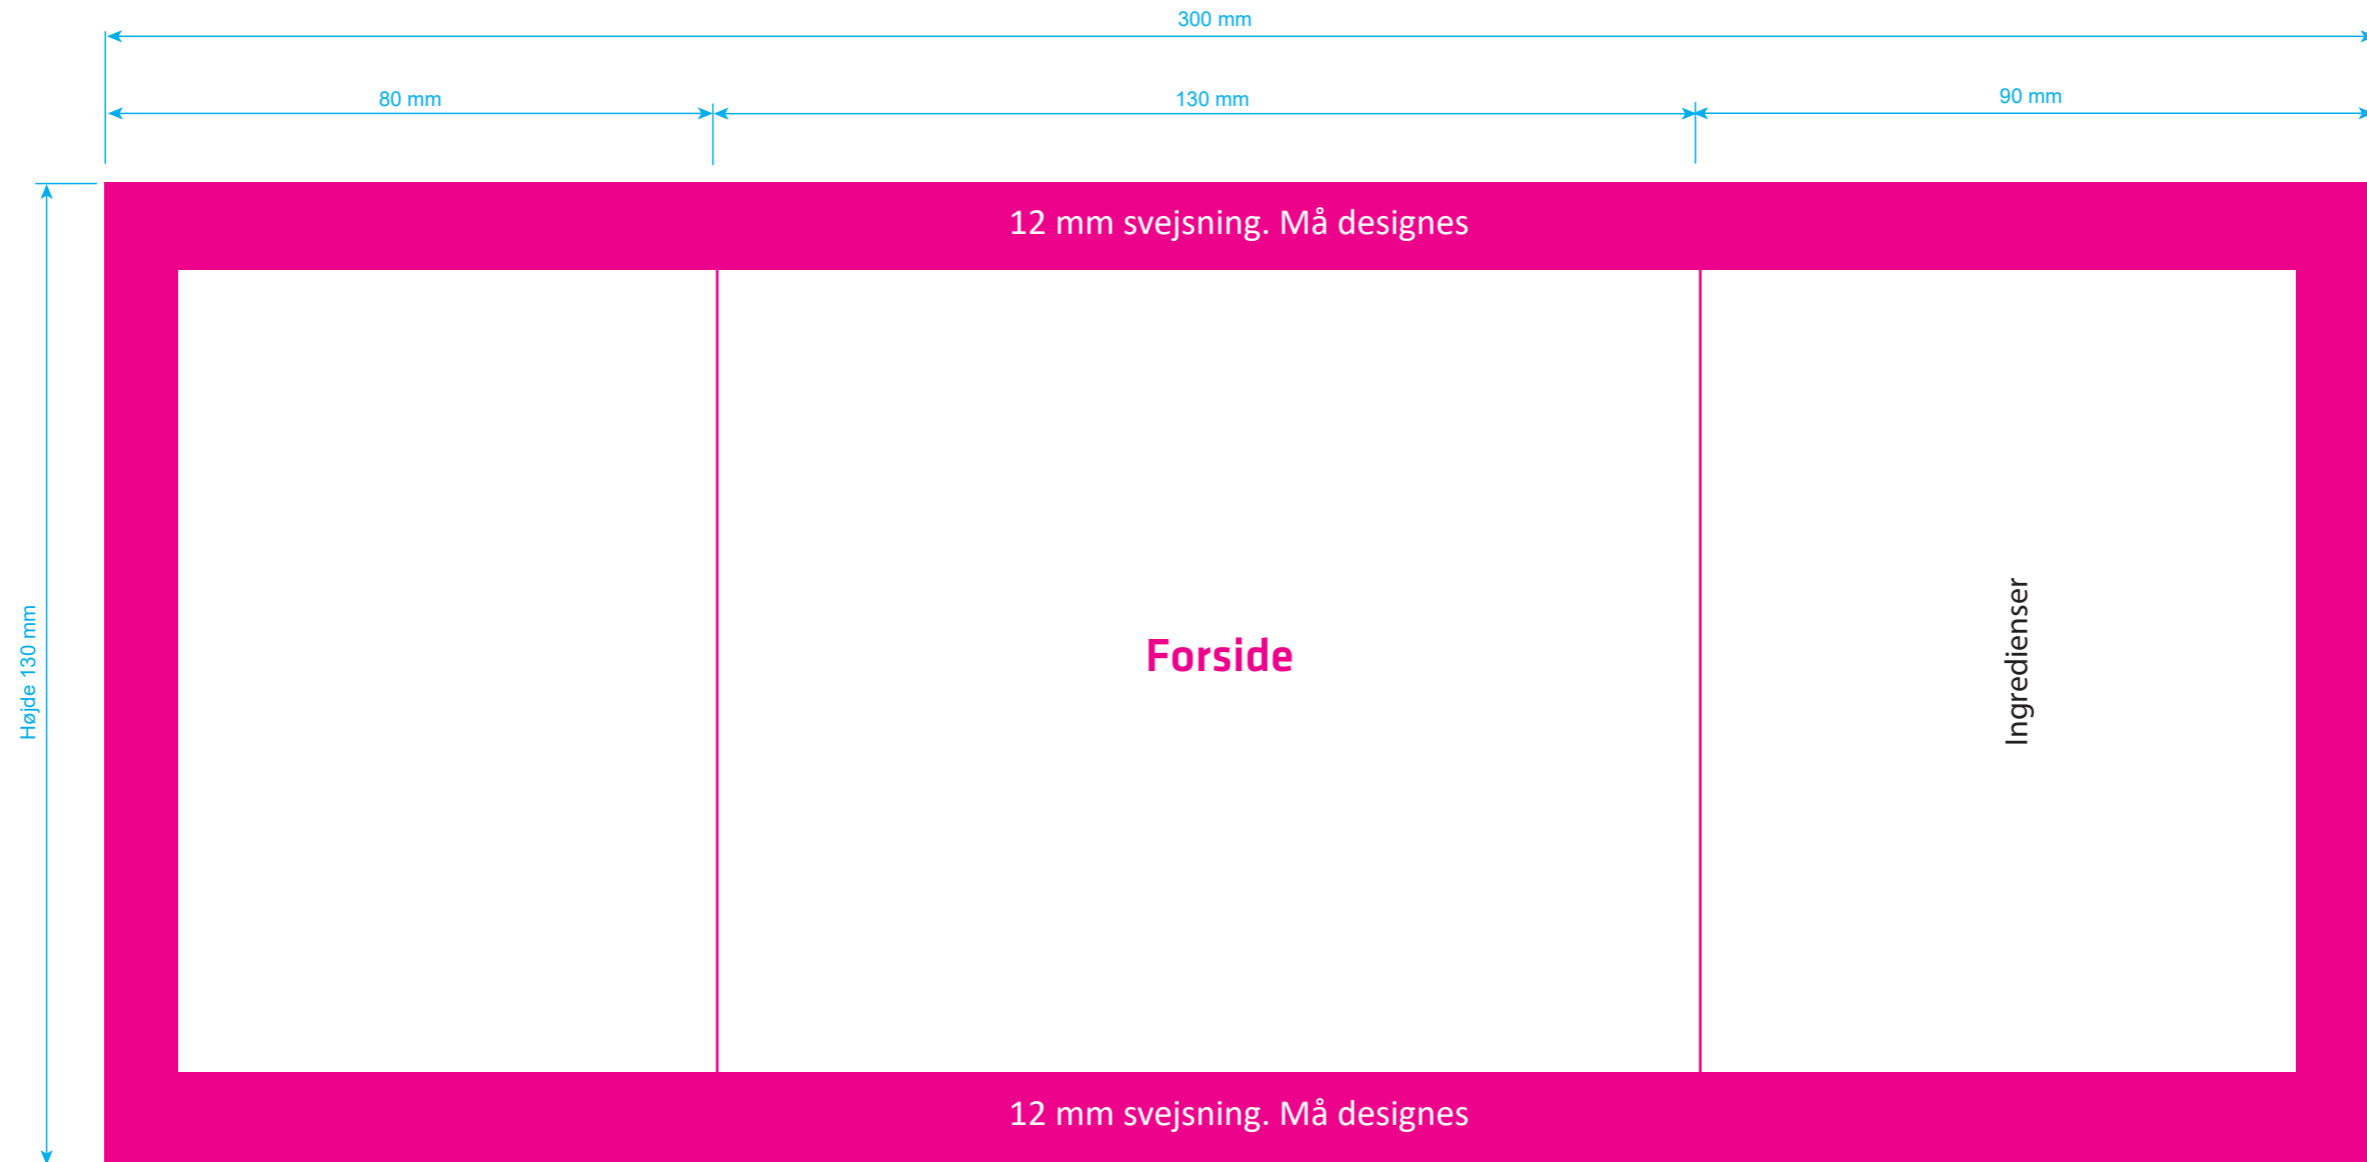 300 mm
80 mm
130 mm
90 mm
12 mm svejsning. Må designes
Højde 130 mm
Forside
Ingredienser
12 mm svejsning. Må designes